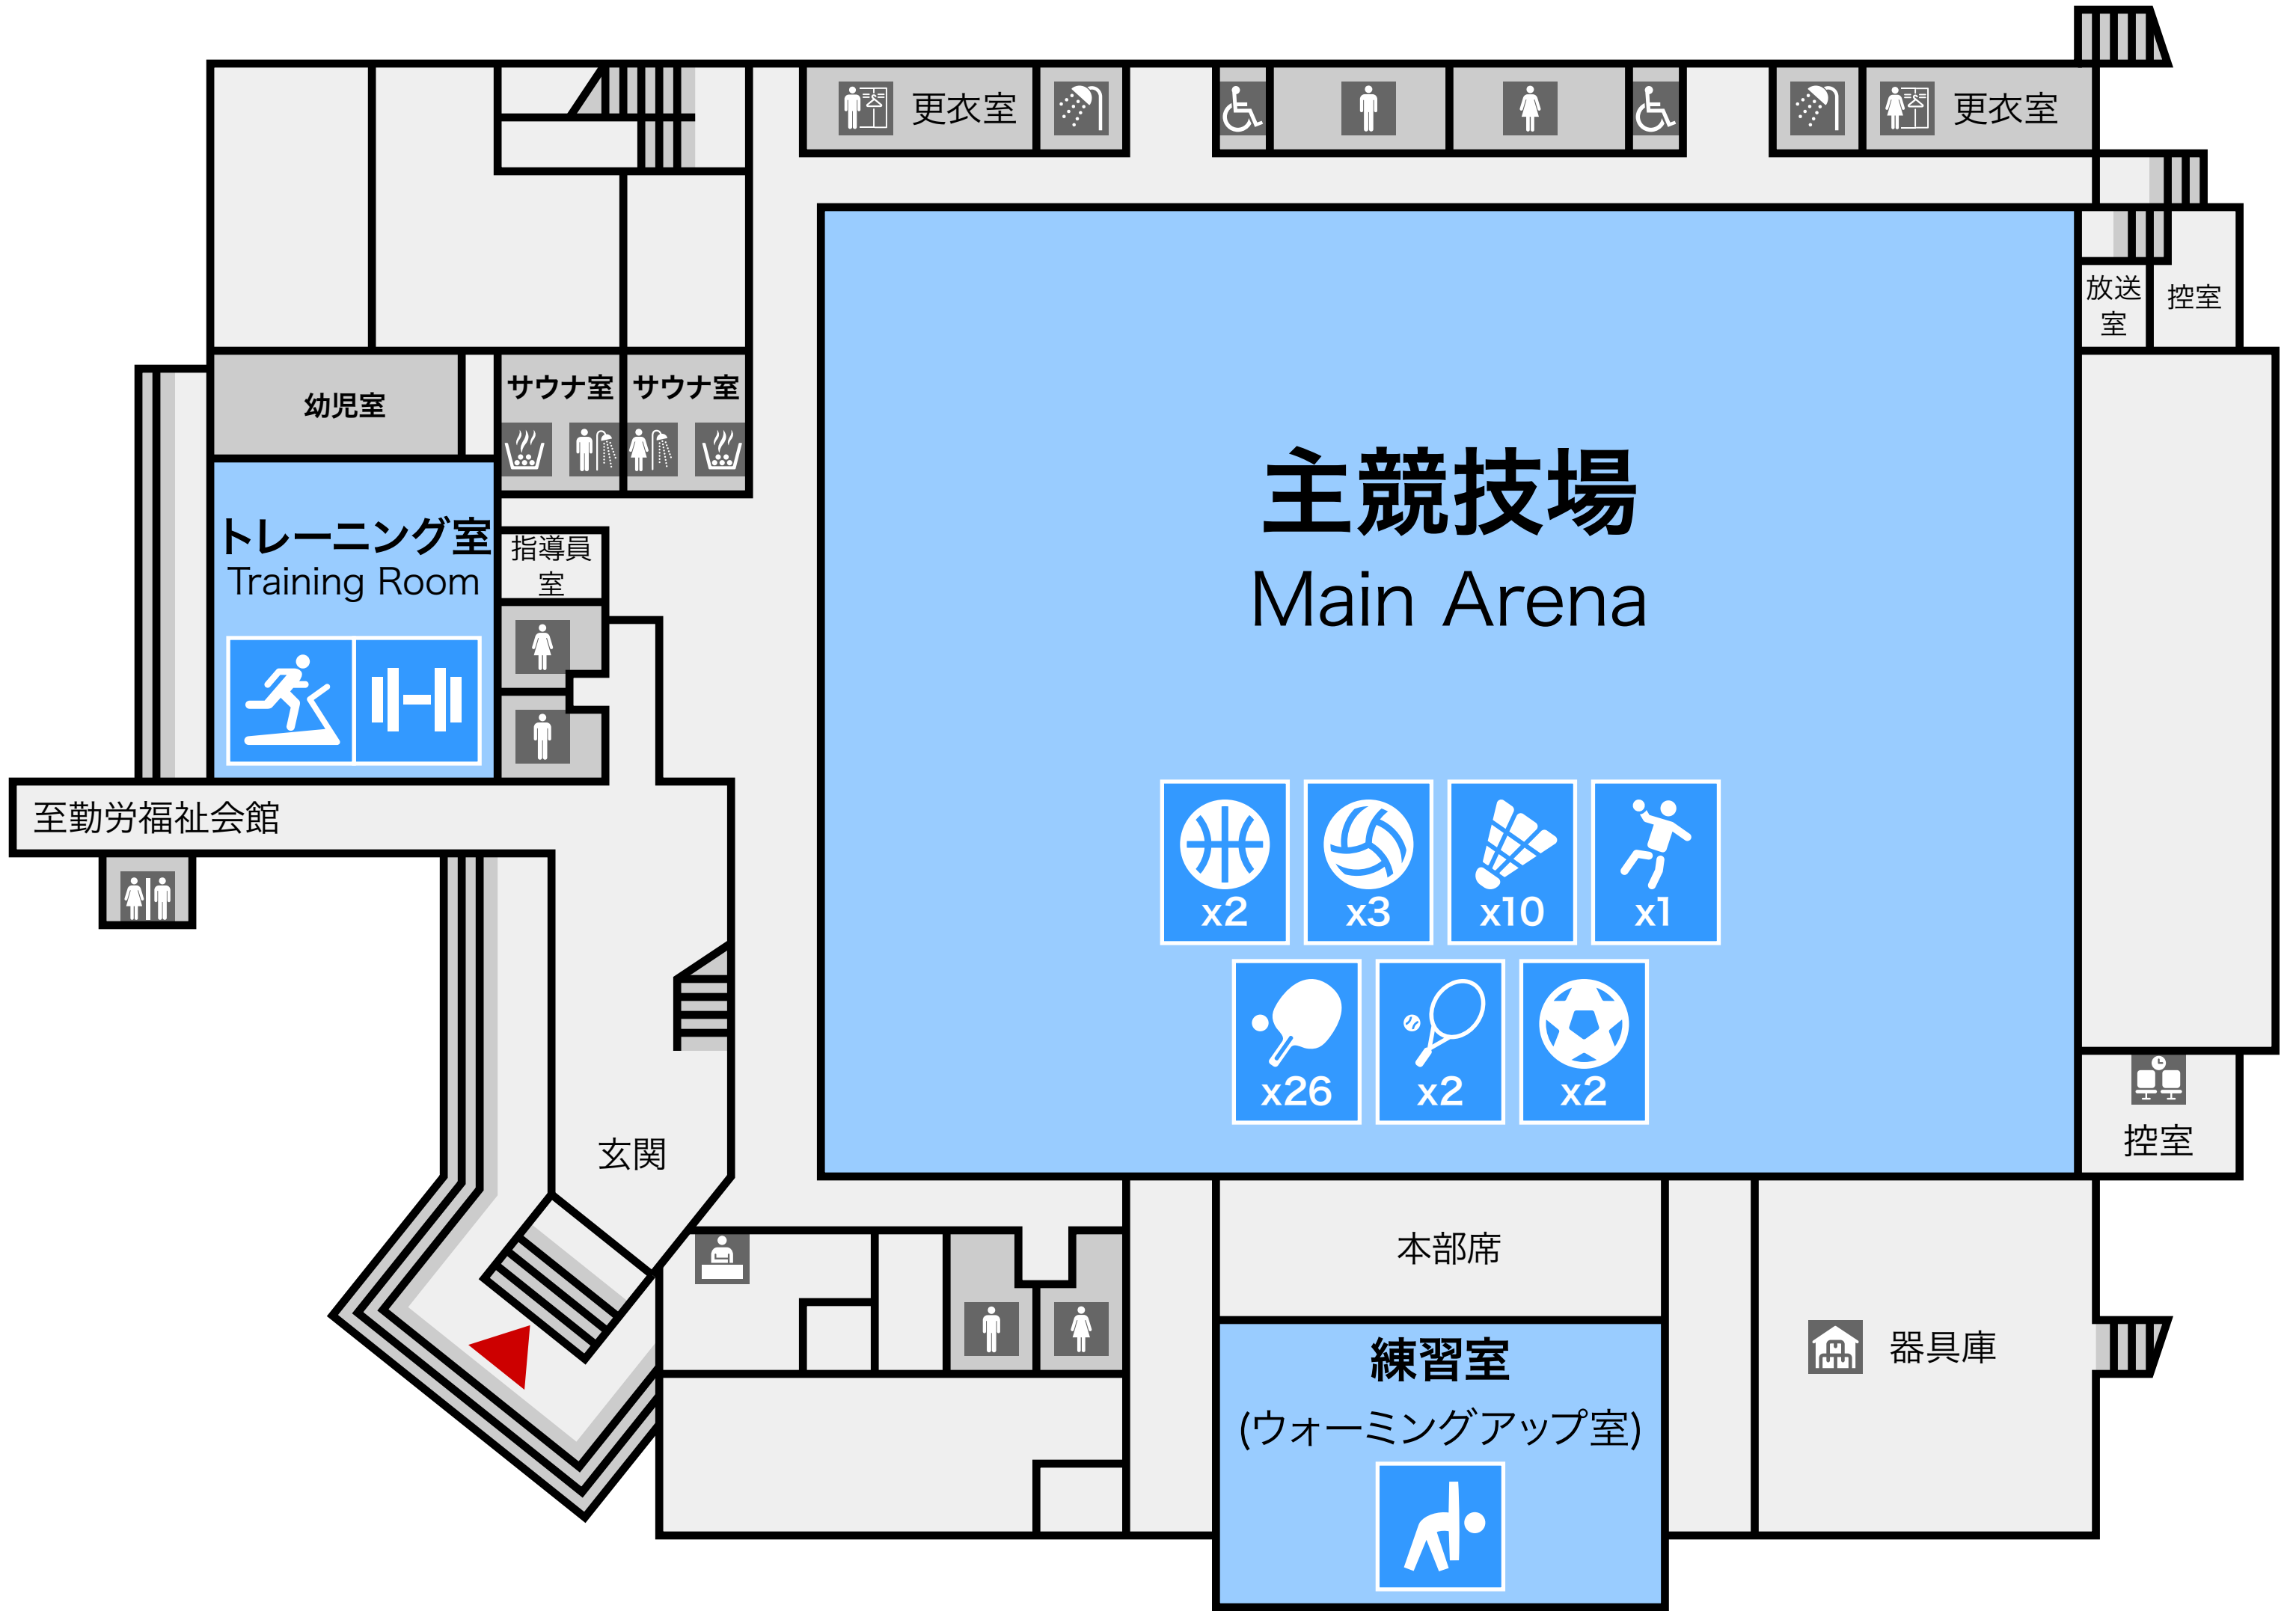 更衣室
更衣室
放送
室
控室
幼児室
サウナ室
サウナ室
トレーニング室
Training Room
指導員
室
主競技場
Main Arena
至勤労福祉会館
x2
x3
x10
x1
x26
x2
x2
控室
玄関
本部席
練習室
(ウォーミングアップ室)
器具庫